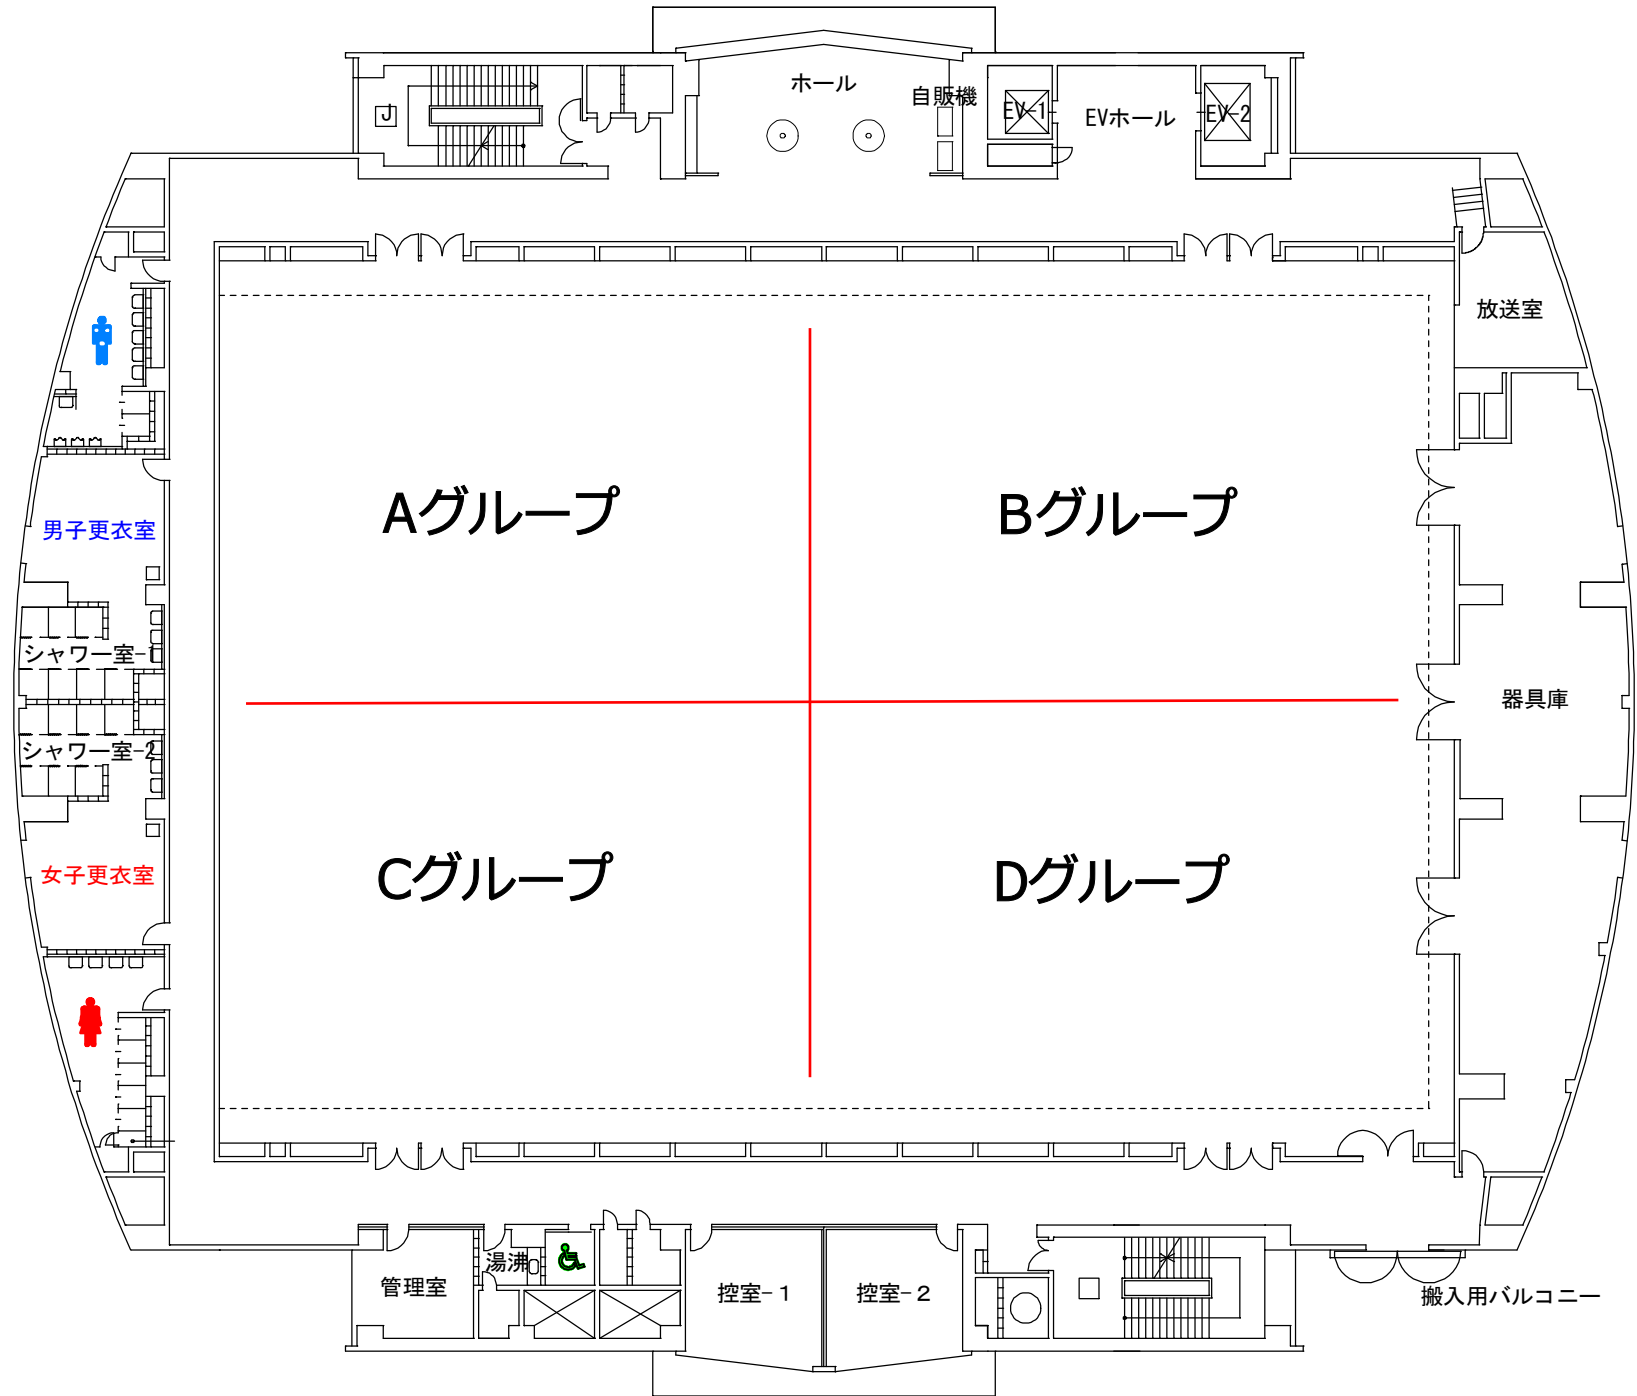 ホール
自販機
J
EV-1
EVホール
EV-2
放送室
Aグループ
Bグループ
男子更衣室
シャワー室-1
器具庫
シャワー室-2
女子更衣室
Cグループ
Dグループ
湯沸
管理室
控室-１
控室-２
搬入用バルコニー